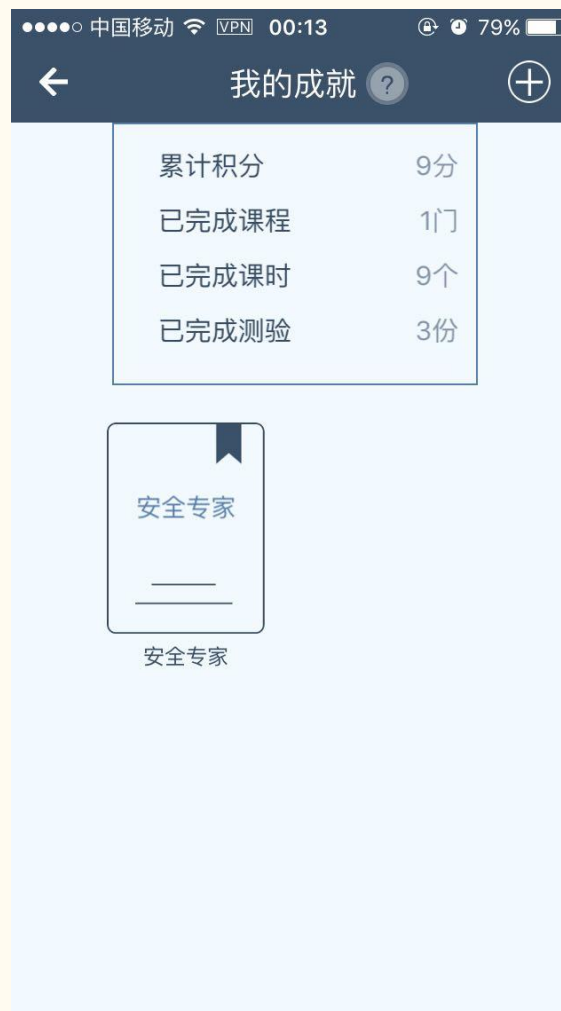 中国移动 VPN 00:13 79%
我的成就 ?
累计积分 9分
已完成课程 1门
已完成课时 9个
已完成测验 3份
安全专家
安全专家